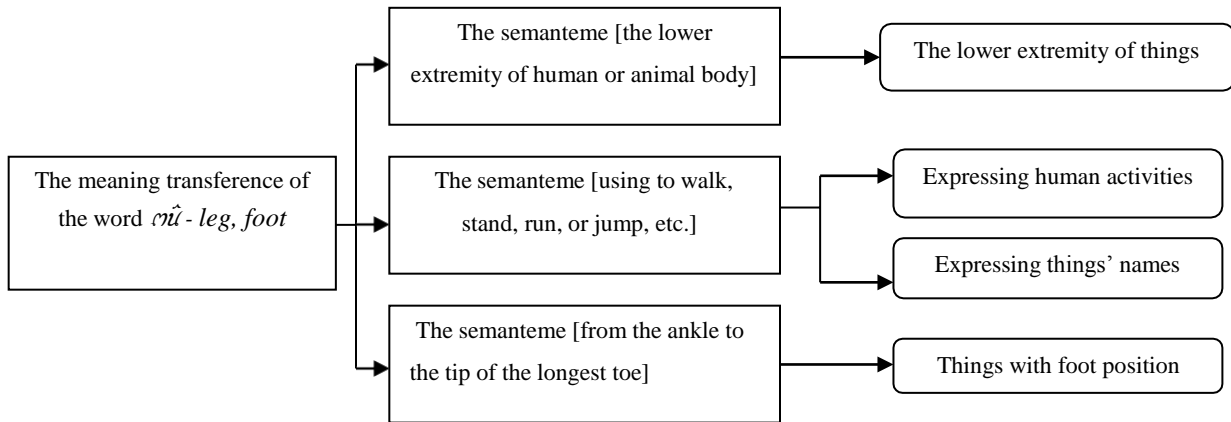 The semanteme [the lower
extremity of human or animal body]
The lower extremity of things
The meaning transference of
the word - leg, foot
The semanteme [using to walk,
stand, run, or jump, etc.]
Expressing human activities
Expressing things’ names
The semanteme [from the ankle to
the tip of the longest toe]
Things with foot position